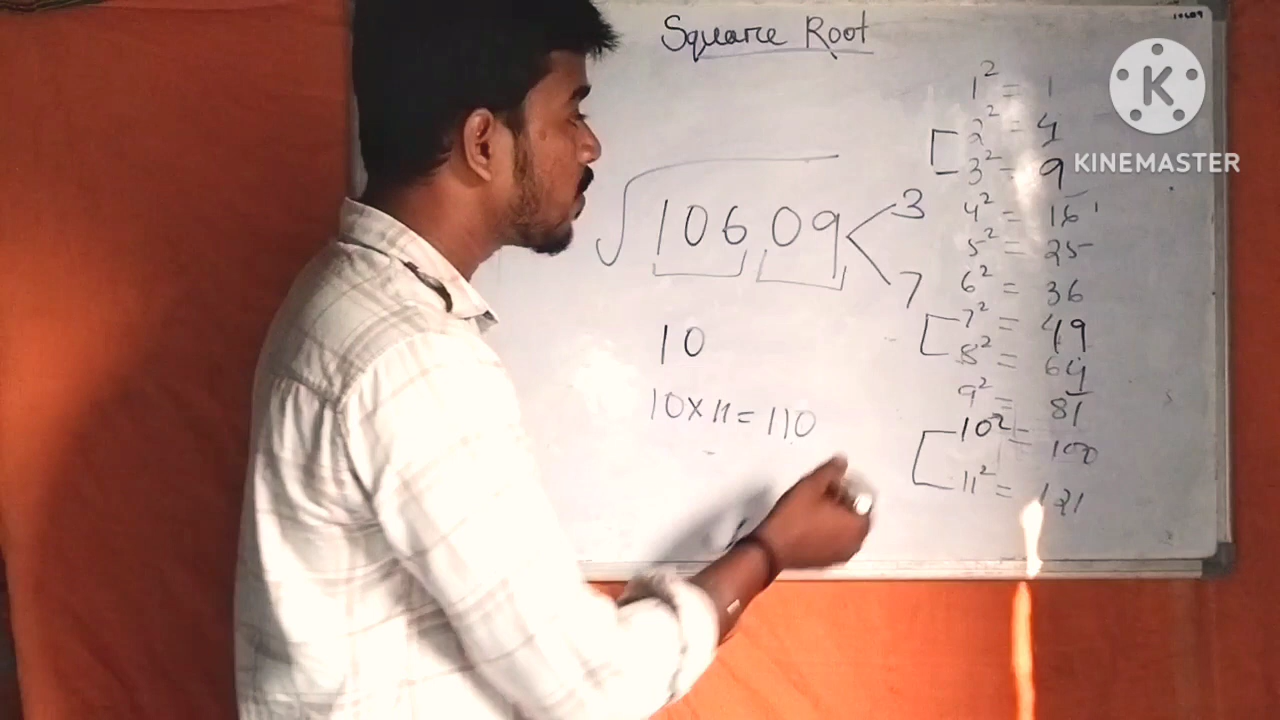 Square Root
10609
√10609
3
7
10
10×11=110
1² = 1
2² = 4
3² = 9
4² = 16
5² = 25
6² = 36
7² = 49
8² = 64
9² = 81
10² = 100
11² = 121
KINEMASTER